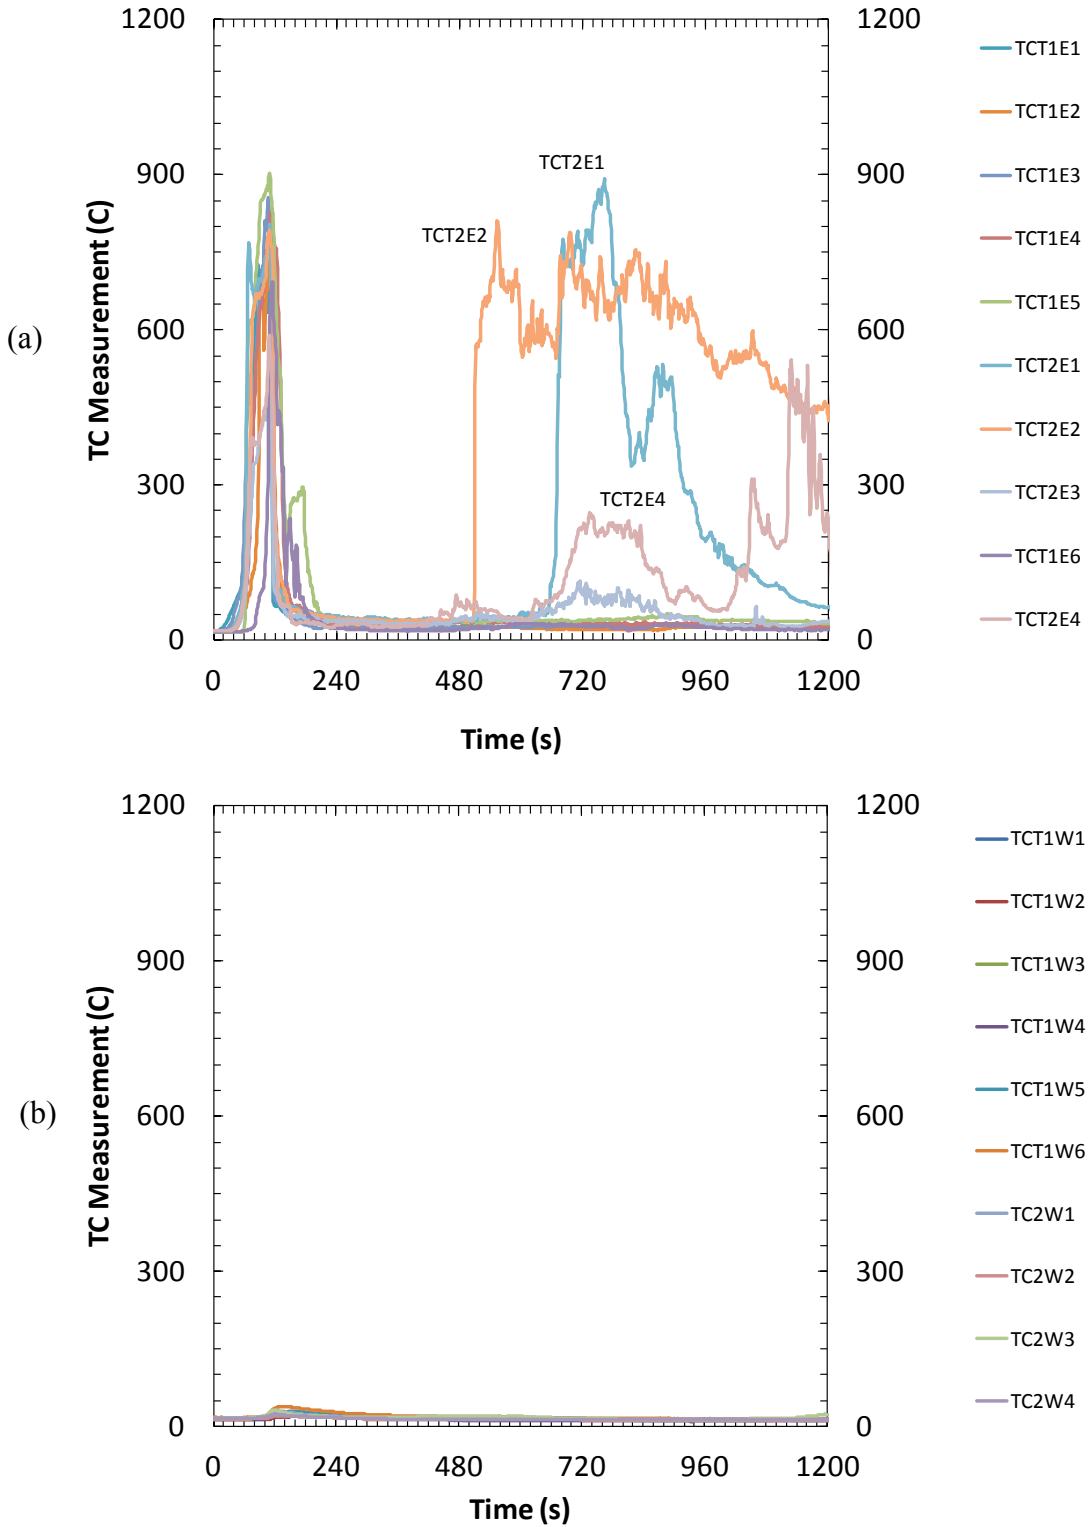 1200
900
600
300
0
1200
900
600
300
0
0 240 480 720 960 1200
TC Measurement (C)
Time (s)
(a)
TCT2E1
TCT2E2
TCT2E4
TCT1E1
TCT1E2
TCT1E3
TCT1E4
TCT1E5
TCT2E1
TCT2E2
TCT2E3
TCT1E6
TCT2E4
1200
900
600
300
0
1200
900
600
300
0
0 240 480 720 960 1200
TC Measurement (C)
Time (s)
(b)
TCT1W1
TCT1W2
TCT1W3
TCT1W4
TCT1W5
TCT1W6
TC2W1
TC2W2
TC2W3
TC2W4